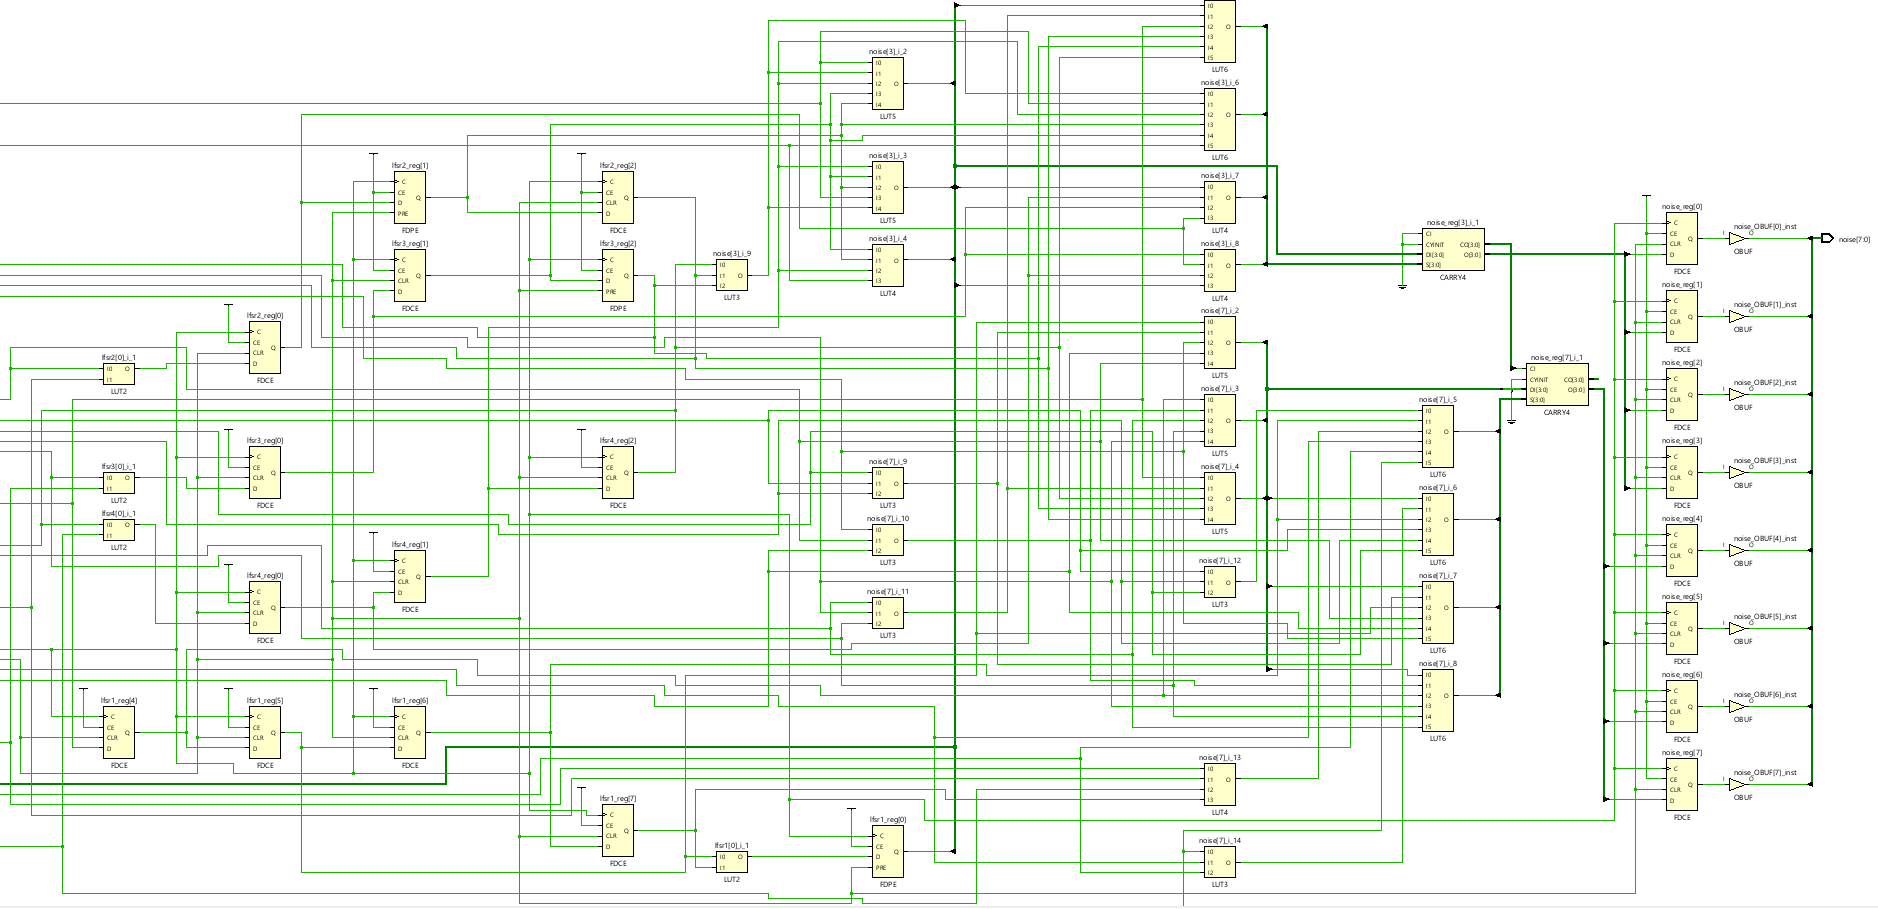 lfsr2[0]_i_1
I0
I1
O
LUT2
lfsr3[0]_i_1
I0
I1
O
LUT2
lfsr4[0]_i_1
I0
I1
O
LUT2
lfsr1_reg[4]
C
CE
CLR
D
Q
FDCE
lfsr2_reg[0]
C
CE
CLR
D
Q
FDCE
lfsr3_reg[0]
C
CE
CLR
D
Q
FDCE
lfsr4_reg[0]
C
CE
CLR
D
Q
FDCE
lfsr1_reg[5]
C
CE
CLR
D
Q
FDCE
lfsr2_reg[1]
C
CE
D
PRE
Q
FDPE
lfsr3_reg[1]
C
CE
CLR
D
Q
FDCE
lfsr4_reg[1]
C
CE
CLR
D
Q
FDCE
lfsr1_reg[6]
C
CE
CLR
D
Q
FDCE
lfsr2_reg[2]
C
CE
CLR
D
Q
FDCE
lfsr3_reg[2]
C
CE
D
PRE
Q
FDPE
lfsr4_reg[2]
C
CE
CLR
D
Q
FDCE
lfsr1_reg[7]
C
CE
CLR
D
Q
FDCE
noise[3]_i_9
I0
I1
I2
O
LUT3
lfsr1[0]_i_1
I0
I1
O
LUT2
noise[3]_i_2
I0
I1
I2
I3
I4
O
LUT5
noise[3]_i_3
I0
I1
I2
I3
I4
O
LUT5
noise[3]_i_4
I0
I1
I2
I3
O
LUT4
noise[7]_i_9
I0
I1
I2
O
LUT3
noise[7]_i_10
I0
I1
I2
O
LUT3
noise[7]_i_11
I0
I1
I2
O
LUT3
lfsr1_reg[0]
C
CE
D
PRE
Q
FDPE
I0
I1
I2
I3
I4
I5
O
LUT6
noise[3]_i_6
I0
I1
I2
I3
I4
I5
O
LUT6
noise[3]_i_7
I0
I1
I2
I3
O
LUT4
noise[3]_i_8
I0
I1
I2
I3
O
LUT4
noise[7]_i_2
I0
I1
I2
I3
I4
O
LUT5
noise[7]_i_3
I0
I1
I2
I3
I4
O
LUT5
noise[7]_i_4
I0
I1
I2
I3
I4
O
LUT5
noise[7]_i_12
I0
I1
I2
O
LUT3
noise[7]_i_13
I0
I1
I2
I3
O
LUT4
noise[7]_i_14
I0
I1
I2
O
LUT3
noise_reg[3]_i_1
CI
CYINIT
DI[3:0]
S[3:0]
CO[3:0]
O[3:0]
CARRY4
noise[7]_i_5
I0
I1
I2
I3
I4
I5
O
LUT6
noise[7]_i_6
I0
I1
I2
I3
I4
I5
O
LUT6
noise[7]_i_7
I0
I1
I2
I3
I4
I5
O
LUT6
noise[7]_i_8
I0
I1
I2
I3
I4
I5
O
LUT6
noise_reg[7]_i_1
CI
CYINIT
DI[3:0]
S[3:0]
CO[3:0]
O[3:0]
CARRY4
noise_reg[0]
C
CE
CLR
D
Q
FDCE
noise_reg[1]
C
CE
CLR
D
Q
FDCE
noise_reg[2]
C
CE
CLR
D
Q
FDCE
noise_reg[3]
C
CE
CLR
D
Q
FDCE
noise_reg[4]
C
CE
CLR
D
Q
FDCE
noise_reg[5]
C
CE
CLR
D
Q
FDCE
noise_reg[6]
C
CE
CLR
D
Q
FDCE
noise_reg[7]
C
CE
CLR
D
Q
FDCE
noise_OBUF[0]_inst
I
O
OBUF
noise_OBUF[1]_inst
I
O
OBUF
noise_OBUF[2]_inst
I
O
OBUF
noise_OBUF[3]_inst
I
O
OBUF
noise_OBUF[4]_inst
I
O
OBUF
noise_OBUF[5]_inst
I
O
OBUF
noise_OBUF[6]_inst
I
O
OBUF
noise_OBUF[7]_inst
I
O
OBUF
noise[7:0]